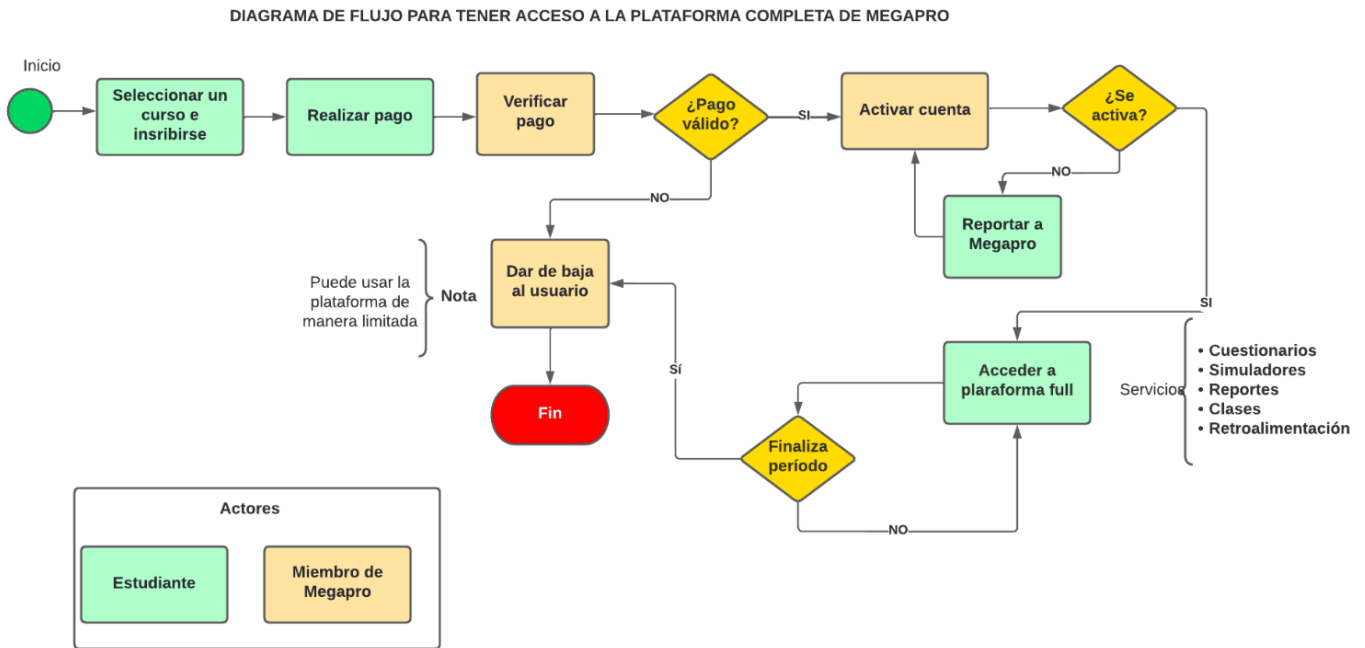 DIAGRAMA DE FLUJO PARA TENER ACCESO A LA PLATAFORMA COMPLETA DE MEGAPRO
Inicio
Seleccionar un
curso e
insribirse
Realizar pago
Verificar
pago
¿Pago
válido?
SI
Activar cuenta
¿Se
activa?
NO
Reportar a
Megapro
NO
Dar de baja
al usuario
Nota
Puede usar la
plataforma de
manera limitada
SI
Acceder a
plaraforma full
Servicios
• Cuestionarios
• Simuladores
• Reportes
• Clases
• Retroalimentación
Sí
Fin
Finaliza
período
NO
Actores
Estudiante
Miembro de
Megapro